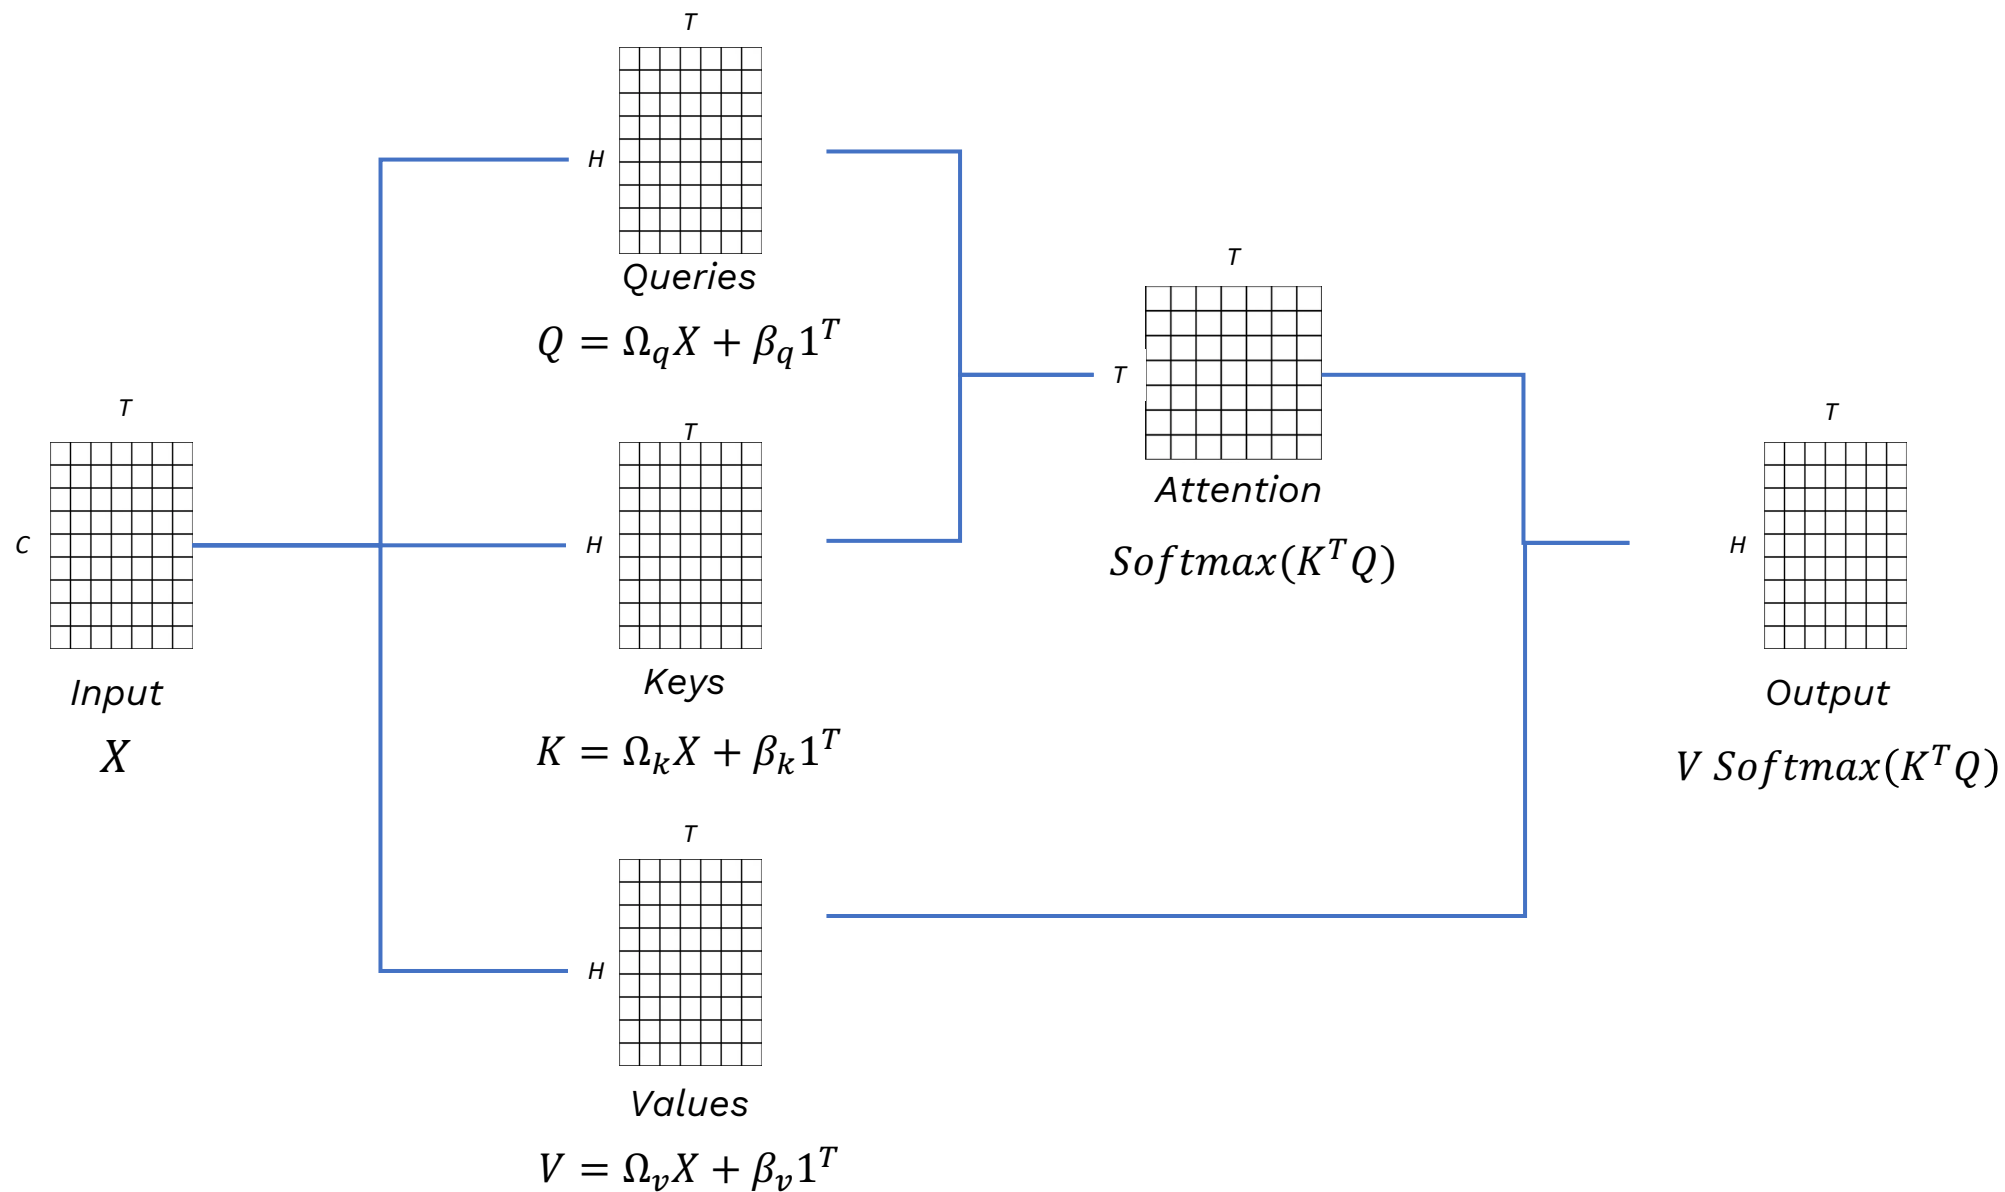 T
H
Queries
Q = Ω_q X + β_q 1^T
T
C
Input
X
T
H
Keys
K = Ω_k X + β_k 1^T
T
H
Values
V = Ω_v X + β_v 1^T
T
T
Attention
Softmax(K^T Q)
T
H
Output
V Softmax(K^T Q)